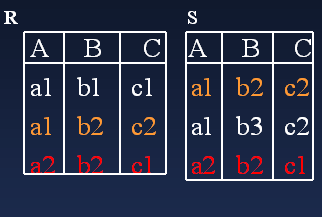 R S
A B C A B C
a1 b1 c1 a1 b2 c2
a1 b2 c2 a1 b3 c2
a2 b2 c1 a2 b2 c1